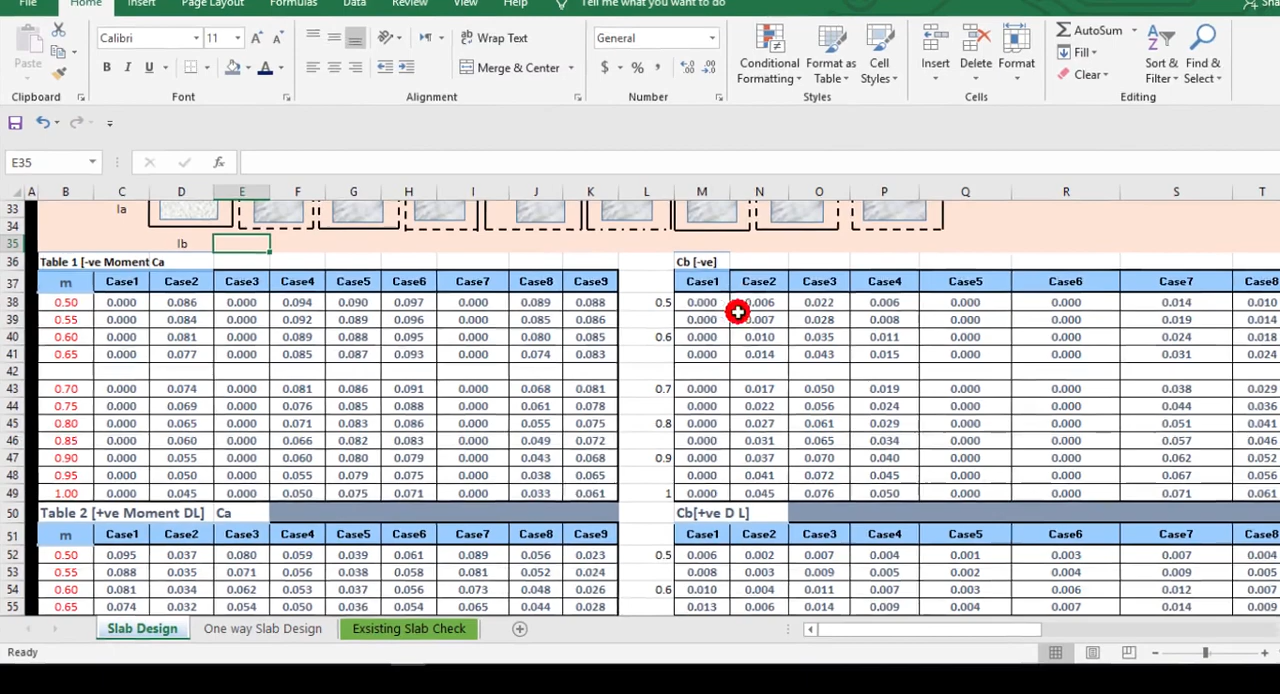 File Home Insert Page Layout Formulas Data Review View Help Tell me what you want to do
Paste Calibri 11 Wrap Text General AutoSum
B I U Merge & Center $ % Conditional Formatting Format as Table Cell Styles Insert Delete Format Fill Clear Sort & Filter Find & Select
Clipboard Font Alignment Number Styles Cells Editing
E35 fx
A B C D E F G H I J K L M N O P Q R S T
33 la
34
35 lb
36 Table 1 [-ve Moment Ca Cb [-ve]
37 m Case1 Case2 Case3 Case4 Case5 Case6 Case7 Case8 Case9 Case1 Case2 Case3 Case4 Case5 Case6 Case7 Case8
38 0.50 0.000 0.086 0.000 0.094 0.090 0.097 0.000 0.089 0.088 0.5 0.000 0.006 0.022 0.006 0.000 0.000 0.014 0.010
39 0.55 0.000 0.084 0.000 0.092 0.089 0.096 0.000 0.085 0.086 0.000 0.007 0.028 0.008 0.000 0.000 0.019 0.014
40 0.60 0.000 0.081 0.000 0.089 0.088 0.095 0.000 0.080 0.085 0.6 0.000 0.010 0.035 0.011 0.000 0.000 0.024 0.018
41 0.65 0.000 0.077 0.000 0.085 0.087 0.093 0.000 0.074 0.083 0.000 0.014 0.043 0.015 0.000 0.000 0.031 0.024
42
43 0.70 0.000 0.074 0.000 0.081 0.086 0.091 0.000 0.068 0.081 0.7 0.000 0.017 0.050 0.019 0.000 0.000 0.038 0.029
44 0.75 0.000 0.069 0.000 0.076 0.085 0.088 0.000 0.061 0.078 0.000 0.022 0.056 0.024 0.000 0.000 0.044 0.036
45 0.80 0.000 0.065 0.000 0.071 0.083 0.086 0.000 0.055 0.075 0.8 0.000 0.027 0.061 0.029 0.000 0.000 0.051 0.041
46 0.85 0.000 0.060 0.000 0.066 0.082 0.083 0.000 0.049 0.072 0.000 0.031 0.065 0.034 0.000 0.000 0.057 0.046
47 0.90 0.000 0.055 0.000 0.060 0.080 0.079 0.000 0.043 0.068 0.9 0.000 0.037 0.070 0.040 0.000 0.000 0.062 0.052
48 0.95 0.000 0.050 0.000 0.055 0.079 0.075 0.000 0.038 0.065 0.000 0.041 0.072 0.045 0.000 0.000 0.067 0.056
49 1.00 0.000 0.045 0.000 0.050 0.075 0.071 0.000 0.033 0.061 1 0.000 0.045 0.076 0.050 0.000 0.000 0.071 0.061
50 Table 2 [+ve Moment DL] Ca Cb[+ve D L]
51 m Case1 Case2 Case3 Case4 Case5 Case6 Case7 Case8 Case9 Case1 Case2 Case3 Case4 Case5 Case6 Case7 Case8
52 0.50 0.095 0.037 0.080 0.059 0.039 0.061 0.089 0.056 0.023 0.5 0.006 0.002 0.007 0.004 0.001 0.003 0.007 0.004
53 0.55 0.088 0.035 0.071 0.056 0.038 0.058 0.081 0.052 0.024 0.008 0.003 0.009 0.005 0.002 0.004 0.009 0.005
54 0.60 0.081 0.034 0.062 0.053 0.037 0.056 0.073 0.048 0.026 0.6 0.010 0.004 0.011 0.007 0.003 0.006 0.012 0.007
55 0.65 0.074 0.032 0.054 0.050 0.036 0.054 0.065 0.044 0.028 0.013 0.006 0.014 0.009 0.004 0.007 0.014 0.009
Slab Design One way Slab Design Exsisting Slab Check
Ready